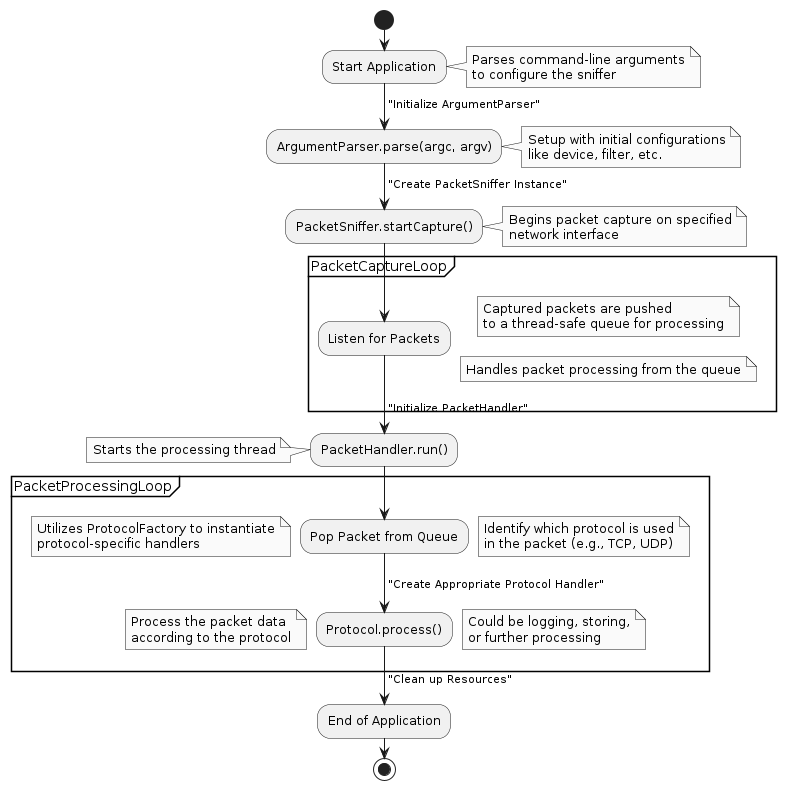 Start Application
Parses command-line arguments
to configure the sniffer
"Initialize ArgumentParser"
ArgumentParser.parse(argc, argv)
Setup with initial configurations
like device, filter, etc.
"Create PacketSniffer Instance"
PacketSniffer.startCapture()
Begins packet capture on specified
network interface
PacketCaptureLoop
Captured packets are pushed
to a thread-safe queue for processing
Listen for Packets
Handles packet processing from the queue
"Initialize PacketHandler"
Starts the processing thread
PacketHandler.run()
PacketProcessingLoop
Utilizes ProtocolFactory to instantiate
protocol-specific handlers
Pop Packet from Queue
Identify which protocol is used
in the packet (e.g., TCP, UDP)
"Create Appropriate Protocol Handler"
Process the packet data
according to the protocol
Protocol.process()
Could be logging, storing,
or further processing
"Clean up Resources"
End of Application